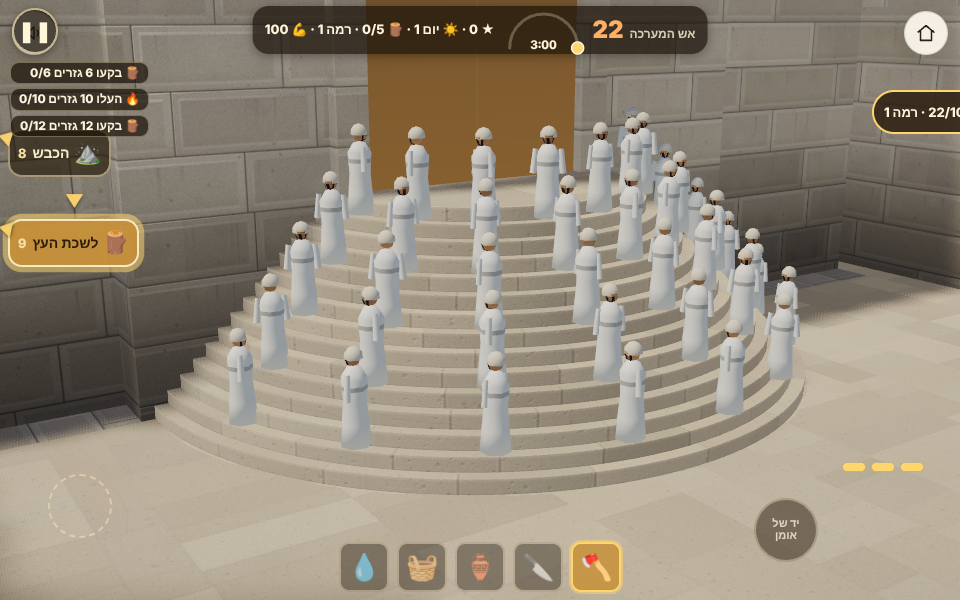 אש המערכה 22
3:00
★ 0 · רמה 1 · 0/5 · יום 1 · 100
בקעו 6 גזרים 0/6
העלו 10 גזרים 0/10
בקעו 12 גזרים 0/12
הכבש 8
לשכת העץ 9
רמה 1 · 22/10
יד של
אומן